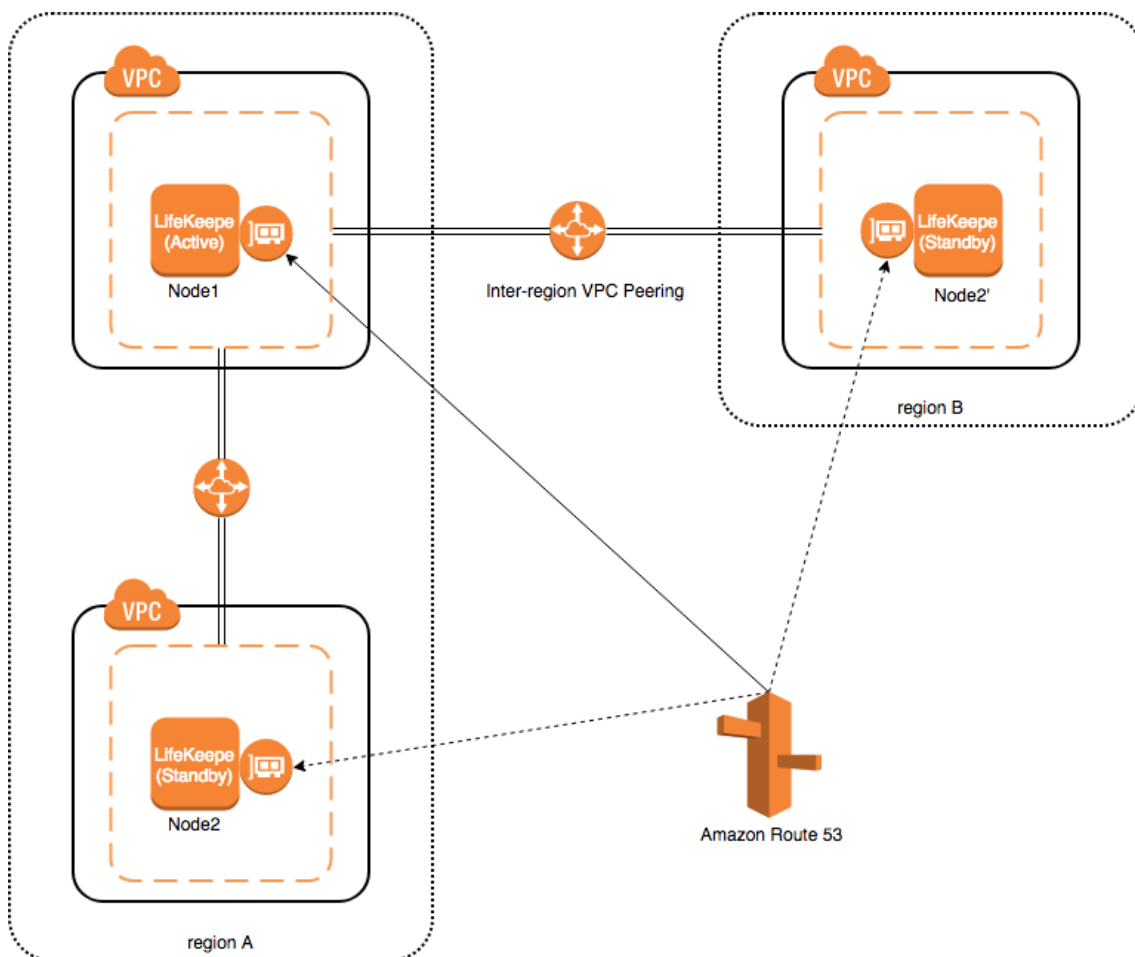 VPC
LifeKeepe
(Active)
Node1
Inter-region VPC Peering
VPC
LifeKeepe
(Standby)
Node2'
region B
VPC
LifeKeepe
(Standby)
Node2
region A
Amazon Route 53